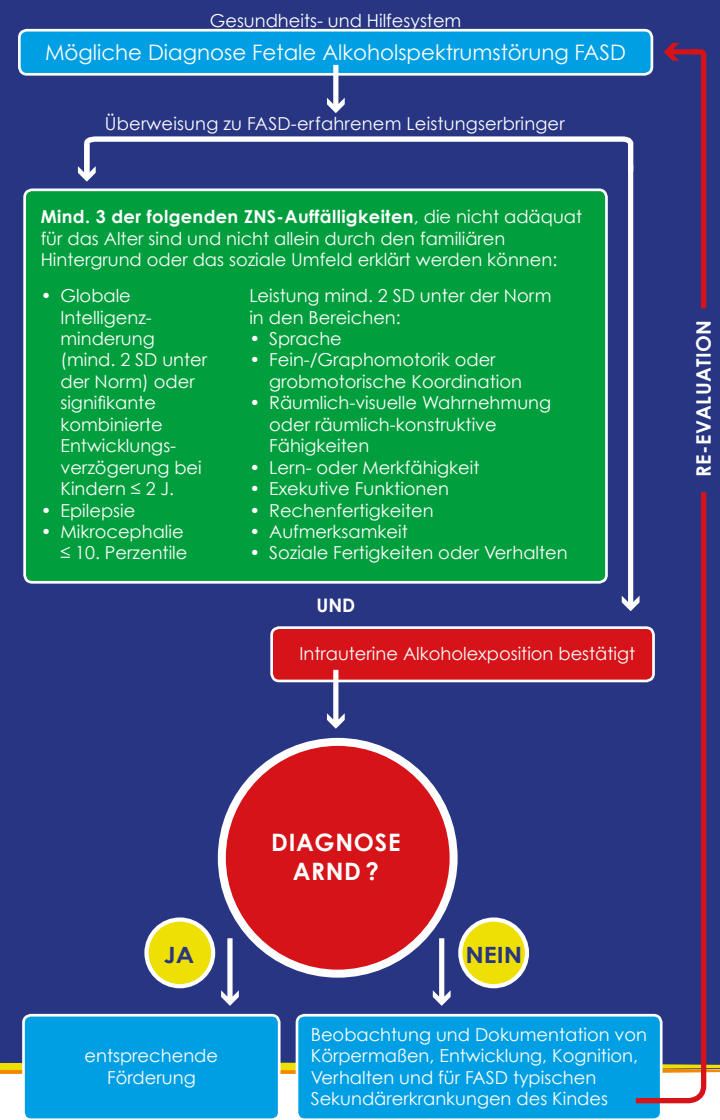 Gesundheits- und Hilfesystem
Mögliche Diagnose Fetale Alkoholspektrumstörung FASD
Überweisung zu FASD-erfahrenem Leistungserbringer
Mind. 3 der folgenden ZNS-Auffälligkeiten, die nicht adäquat
für das Alter sind und nicht allein durch den familiären
Hintergrund oder das soziale Umfeld erklärt werden können:
• Globale
Intelligenz-
minderung
(mind. 2 SD unter
der Norm) oder
signifikante
kombinierte
Entwicklungs-
verzögerung bei
Kindern ≤ 2 J.
• Epilepsie
• Mikrocephalie
≤ 10. Perzentile
Leistung mind. 2 SD unter der Norm
in den Bereichen:
• Sprache
• Fein-/Graphomotorik oder
grobmotorische Koordination
• Räumlich-visuelle Wahrnehmung
oder räumlich-konstruktive
Fähigkeiten
• Lern- oder Merkfähigkeit
• Exekutive Funktionen
• Rechenfertigkeiten
• Aufmerksamkeit
• Soziale Fertigkeiten oder Verhalten
UND
Intrauterine Alkoholexposition bestätigt
DIAGNOSE
ARND ?
JA
NEIN
entsprechende
Förderung
Beobachtung und Dokumentation von
Körpermaßen, Entwicklung, Kognition,
Verhalten und für FASD typischen
Sekundärerkrankungen des Kindes
RE-EVALUATION